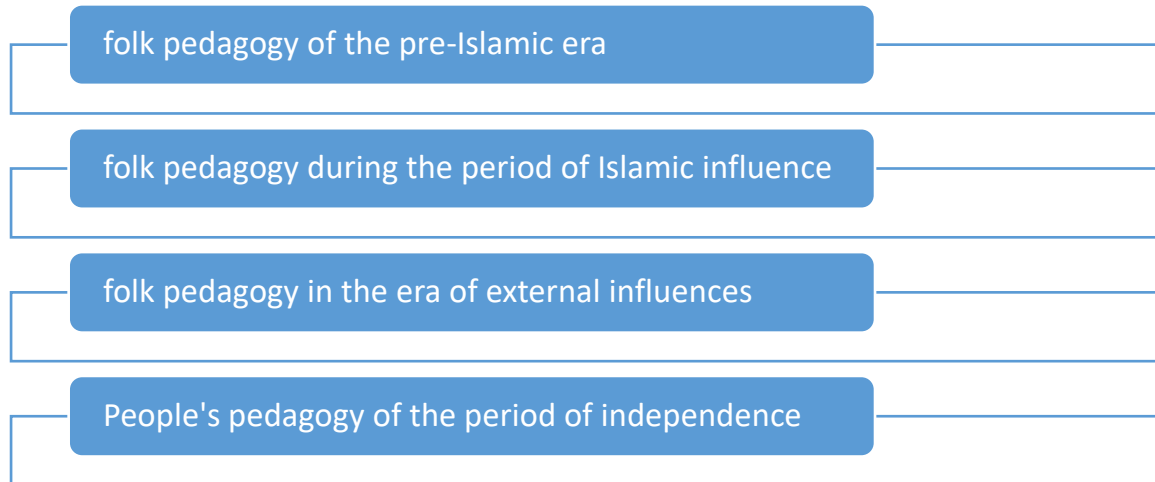 folk pedagogy of the pre-Islamic era
folk pedagogy during the period of Islamic influence
folk pedagogy in the era of external influences
People's pedagogy of the period of independence